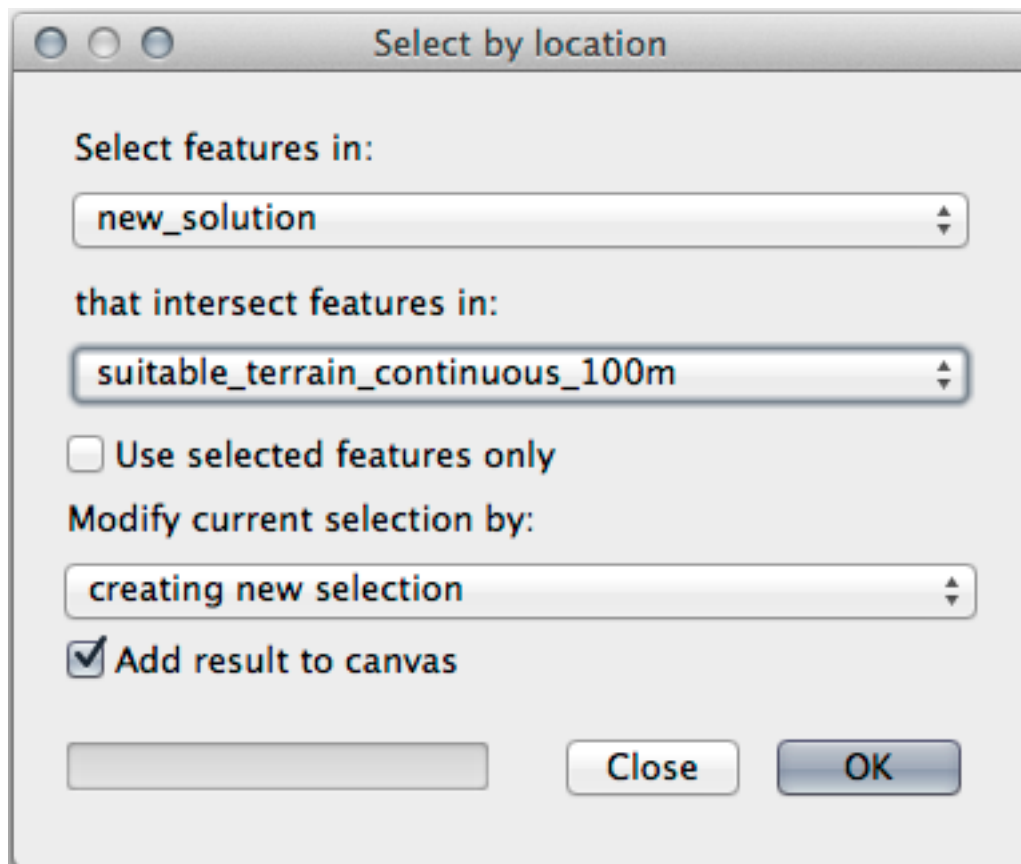 Select by location
Select features in:
new_solution
that intersect features in:
suitable_terrain_continuous_100m
Use selected features only
Modify current selection by:
creating new selection
Add result to canvas
Close OK